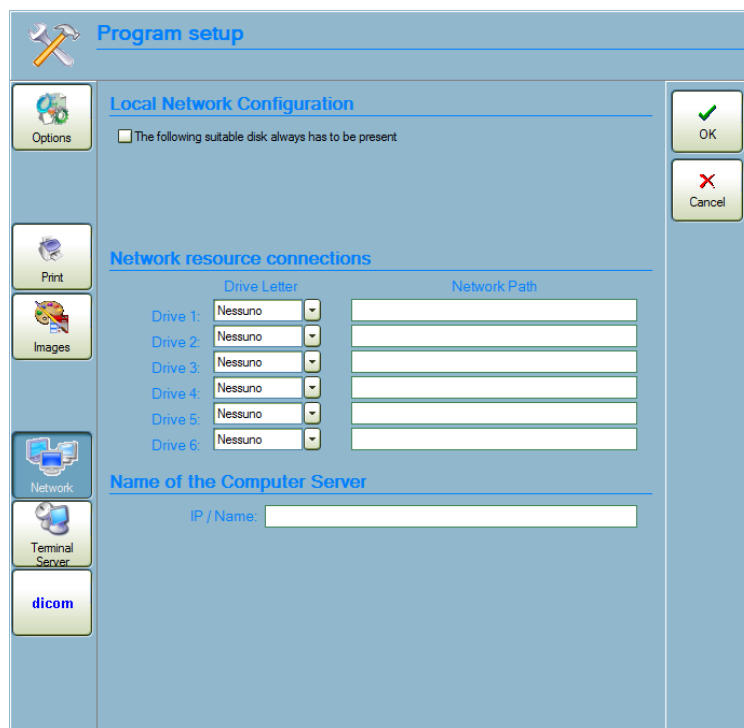 Program setup
Options
Print
Images
Network
Terminal
Server
dicom
Local Network Configuration
The following suitable disk always has to be present
Network resource connections
Drive Letter Network Path
Drive 1: Nessuno
Drive 2: Nessuno
Drive 3: Nessuno
Drive 4: Nessuno
Drive 5: Nessuno
Drive 6: Nessuno
Name of the Computer Server
IP / Name:
OK
Cancel